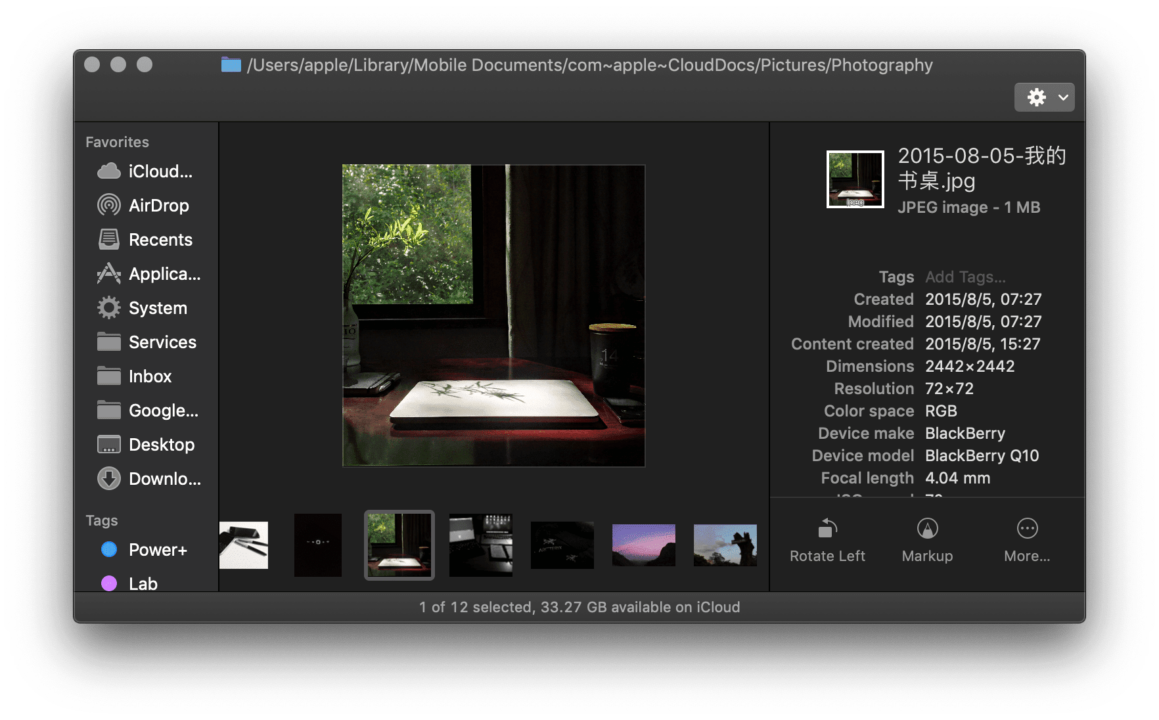 /Users/apple/Library/Mobile Documents/com~apple~CloudDocs/Pictures/Photography
Favorites
iCloud...
AirDrop
Recents
Applica...
System
Services
Inbox
Google...
Desktop
Downlo...
Tags
Power+
Lab
14
2015-08-05-我的
书桌.jpg
JPEG image - 1 MB
Tags Add Tags...
Created 2015/8/5, 07:27
Modified 2015/8/5, 07:27
Content created 2015/8/5, 15:27
Dimensions 2442×2442
Resolution 72×72
Color space RGB
Device make BlackBerry
Device model BlackBerry Q10
Focal length 4.04 mm
Rotate Left
Markup
More...
1 of 12 selected, 33.27 GB available on iCloud